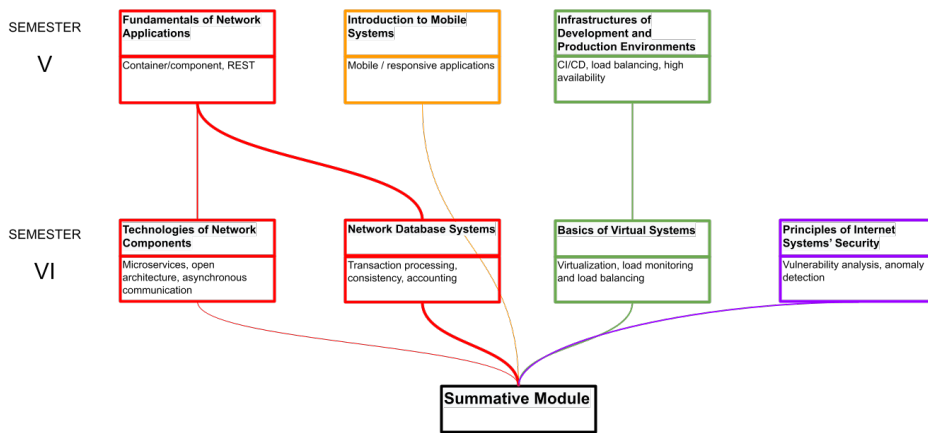 SEMESTER
V
Fundamentals of Network
Applications
Container/component, REST
Introduction to Mobile
Systems
Mobile / responsive applications
Infrastructures of
Development and
Production Environments
CI/CD, load balancing, high
availability
SEMESTER
VI
Technologies of Network
Components
Microservices, open
architecture, asynchronous
communication
Network Database Systems
Transaction processing,
consistency, accounting
Basics of Virtual Systems
Virtualization, load monitoring
and load balancing
Principles of Internet
Systems' Security
Vulnerability analysis, anomaly
detection
Summative Module